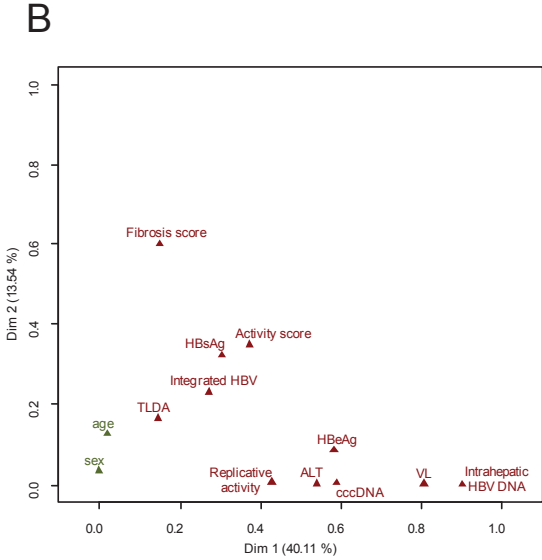 B
Dim 2 (13.54 %)
1.0
0.8
0.6
0.4
0.2
0.0
Fibrosis score
HBsAg
Activity score
Integrated HBV
TLDA
age
sex
HBeAg
Replicative
activity
ALT
cccDNA
VL
Intrahepatic
HBV DNA
0.0 0.2 0.4 0.6 0.8 1.0
Dim 1 (40.11 %)